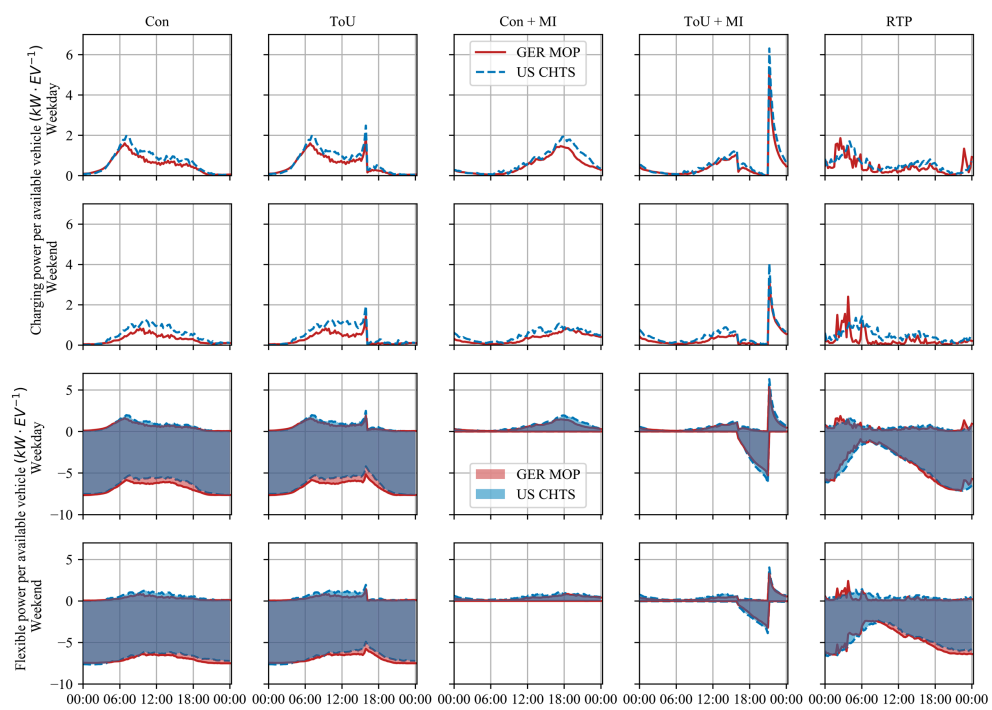 Con ToU Con + MI ToU + MI RTP
Charging power per available vehicle (kW · EV⁻¹)
Weekday
6
4
2
0
GER MOP
US CHTS
Weekend
6
4
2
0
Flexible power per available vehicle (kW · EV⁻¹)
Weekday
5
0
−5
−10
GER MOP
US CHTS
Weekend
5
0
−5
−10
00:00 06:00 12:00 18:00 00:00 00:00 06:00 12:00 18:00 00:00 00:00 06:00 12:00 18:00 00:00 00:00 06:00 12:00 18:00 00:00 00:00 06:00 12:00 18:00 00:00